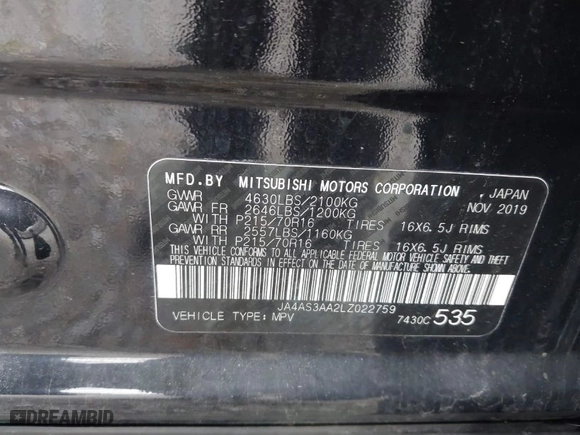 MFD.BY MITSUBISHI MOTORS CORPORATION , JAPAN
GVWR 4630LBS/2100KG NOV 2019
GAWR FR 2646LBS/1200KG
WITH P215/70R16 TIRES 16X6.5J RIMS
GAWR RR 2557LBS/1160KG
WITH P215/70R16 TIRES 16X6.5J RIMS
THIS VEHICLE CONFORMS TO ALL APPLICABLE FEDERAL MOTOR VEHICLE SAFETY AND THEFT
PREVENTION STANDARDS IN EFFECT ON THE DATE OF MANUFACTURE SHOWN ABOVE.
JA4AS3AA2LZ022759
VEHICLE TYPE: MPV 7430C 535
DREAMBID